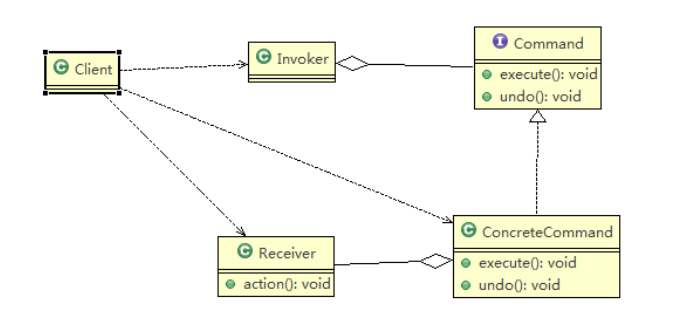 I Command
C Invoker
C Client
execute(): void
undo(): void
C ConcreteCommand
C Receiver
execute(): void
action(): void
undo(): void